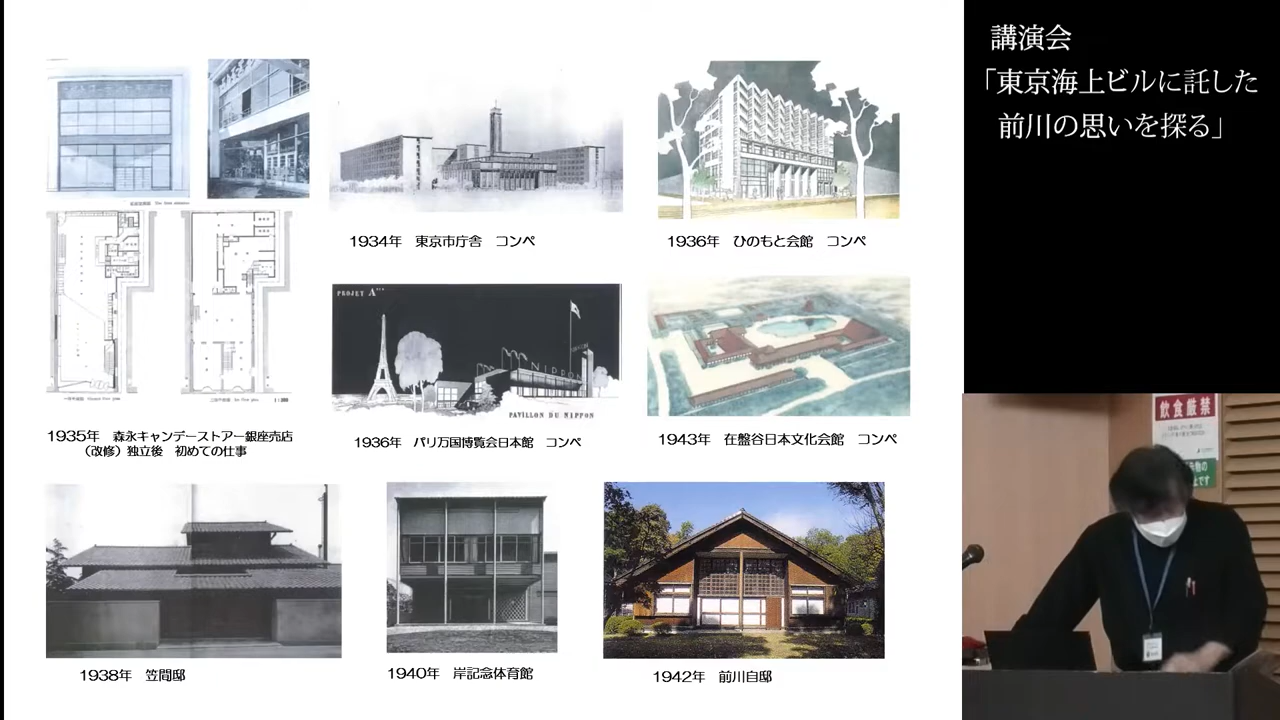 講演会
「東京海上ビルに託した
前川の思いを探る」
1934年 東京市庁舎 コンペ
1936年 ひのもと会館 コンペ
PROJET A
NIPPON
PAVILLON DU NIPPON
1935年 森永キャンデーストアー銀座売店
（改修）独立後 初めての仕事
1936年 パリ万国博覧会日本館 コンペ
1943年 在盤谷日本文化会館 コンペ
1938年 笠間邸
1940年 岸記念体育館
1942年 前川自邸
飲食厳禁